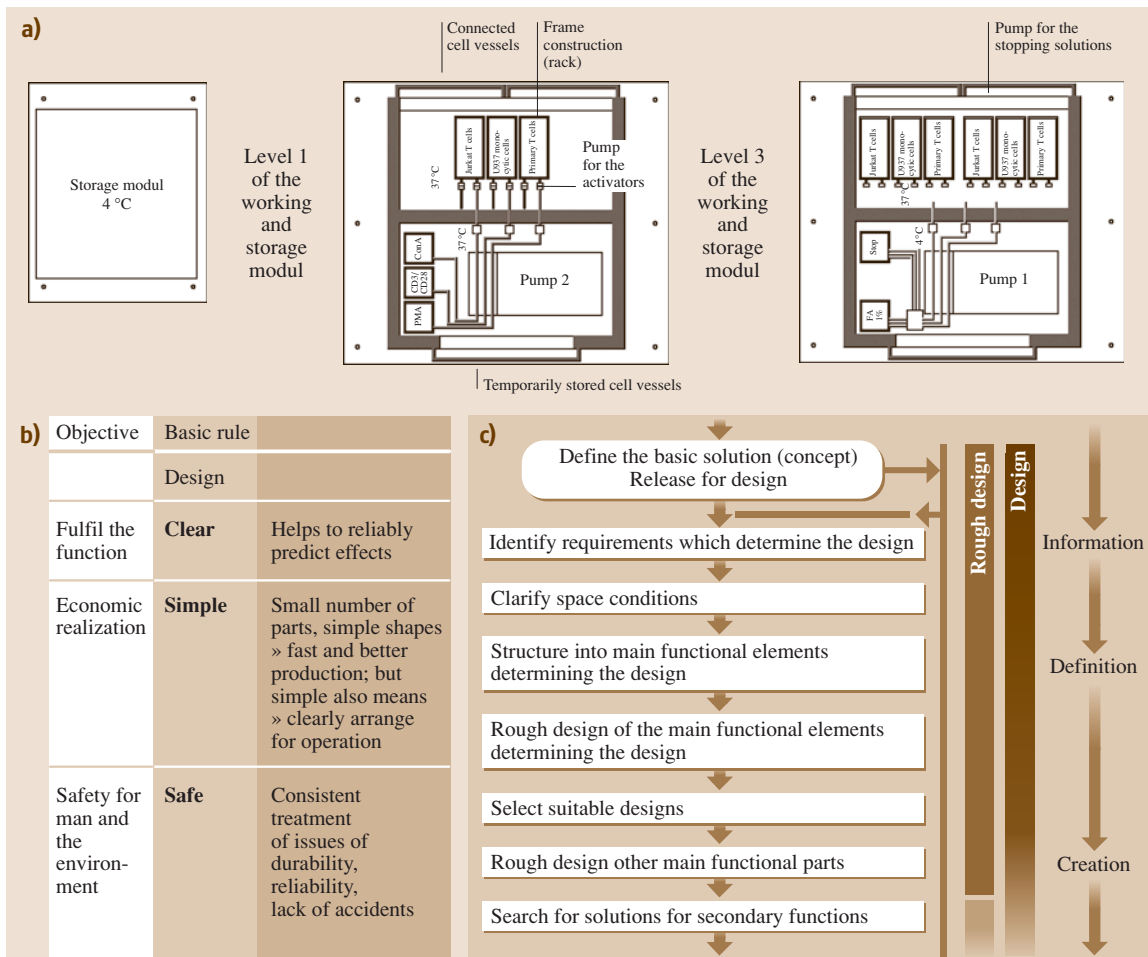 a)
Connected
cell vessels
Frame
construction
(rack)
Pump for the
stopping solutions
Storage modul
4 °C
Level 1
of the
working
and
storage
modul
Jurkat T cells
U937 mono-
cytic cells
Primary T cells
37 °C
Pump
for the
activators
37 °C
ConA
CD3/
CD28
PMA
Pump 2
Temporarily stored cell vessels
Level 3
of the
working
and
storage
modul
Jurkat T cells
U937 mono-
cytic cells
Primary T cells
Jurkat T cells
U937 mono-
cytic cells
Primary T cells
37 °C
4 °C
Stop
FA
1%
Pump 1
b)
Objective Basic rule
Design
Fulfil the
function
Clear
Helps to reliably
predict effects
Economic
realization
Simple
Small number of
parts, simple shapes
» fast and better
production; but
simple also means
» clearly arrange
for operation
Safety for
man and
the
environ-
ment
Safe
Consistent
treatment
of issues of
durability,
reliability,
lack of accidents
c)
Define the basic solution (concept)
Release for design
Identify requirements which determine the design
Clarify space conditions
Structure into main functional elements
determining the design
Rough design of the main functional elements
determining the design
Select suitable designs
Rough design other main functional parts
Search for solutions for secondary functions
Rough design
Design
Information
Definition
Creation